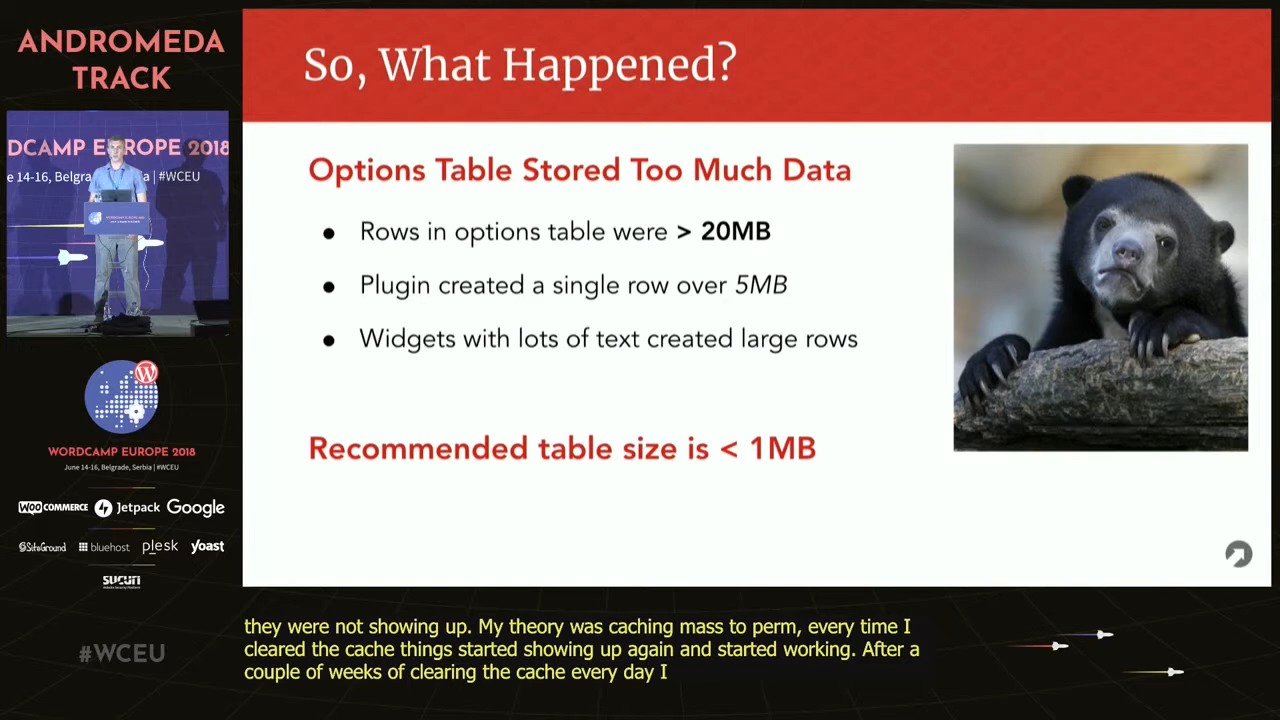 ANDROMEDA
TRACK
DCAMP EUROPE 2018
e 14-16, Belgra a | #WCEU
WORDCAMP EUROPE 2018
June 14-16, Belgrade, Serbia | #WCEU
WOO COMMERCE Jetpack Google
SiteGround bluehost plesk yoast
SUCURI
#WCEU
So, What Happened?
Options Table Stored Too Much Data
● Rows in options table were > 20MB
● Plugin created a single row over 5MB
● Widgets with lots of text created large rows
Recommended table size is < 1MB
they were not showing up. My theory was caching mass to perm, every time I
cleared the cache things started showing up again and started working. After a
couple of weeks of clearing the cache every day I